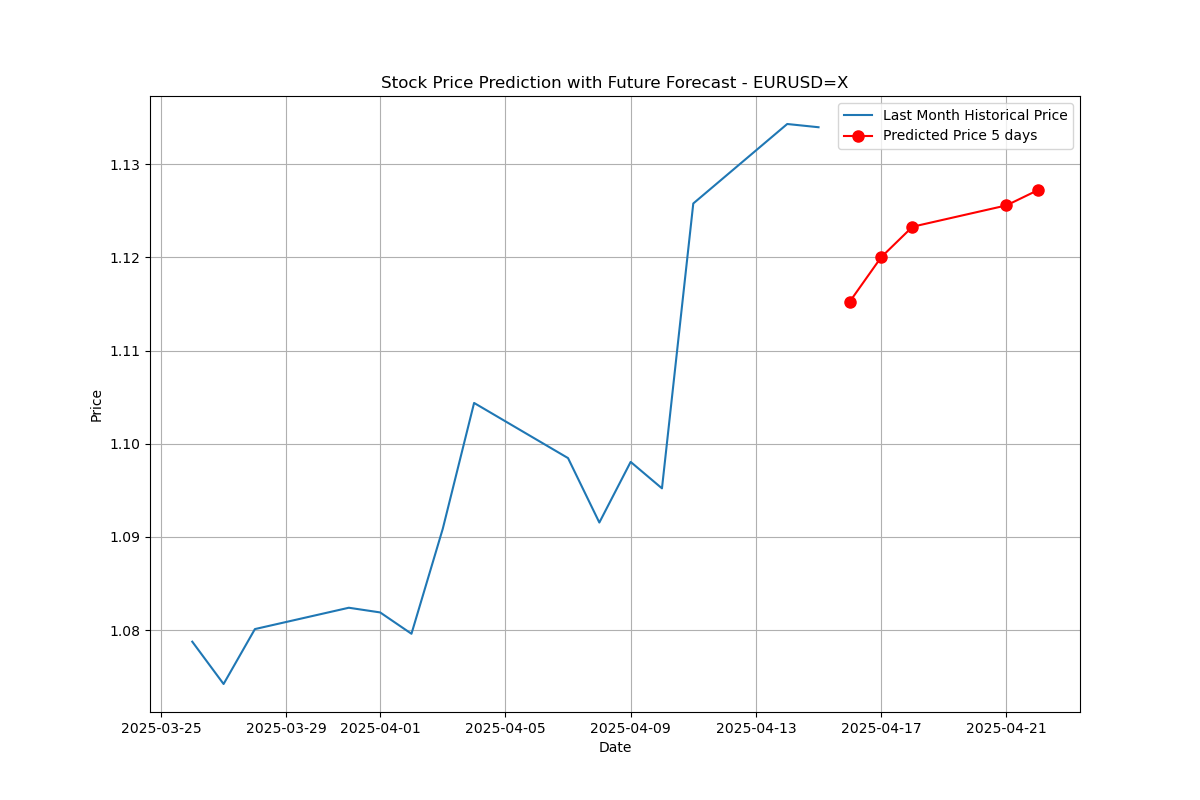 Stock Price Prediction with Future Forecast - EURUSD=X
Last Month Historical Price
Predicted Price 5 days
1.13
1.12
1.11
1.10
1.09
1.08
Price
2025-03-25 2025-03-29 2025-04-01 2025-04-05 2025-04-09 2025-04-13 2025-04-17 2025-04-21
Date